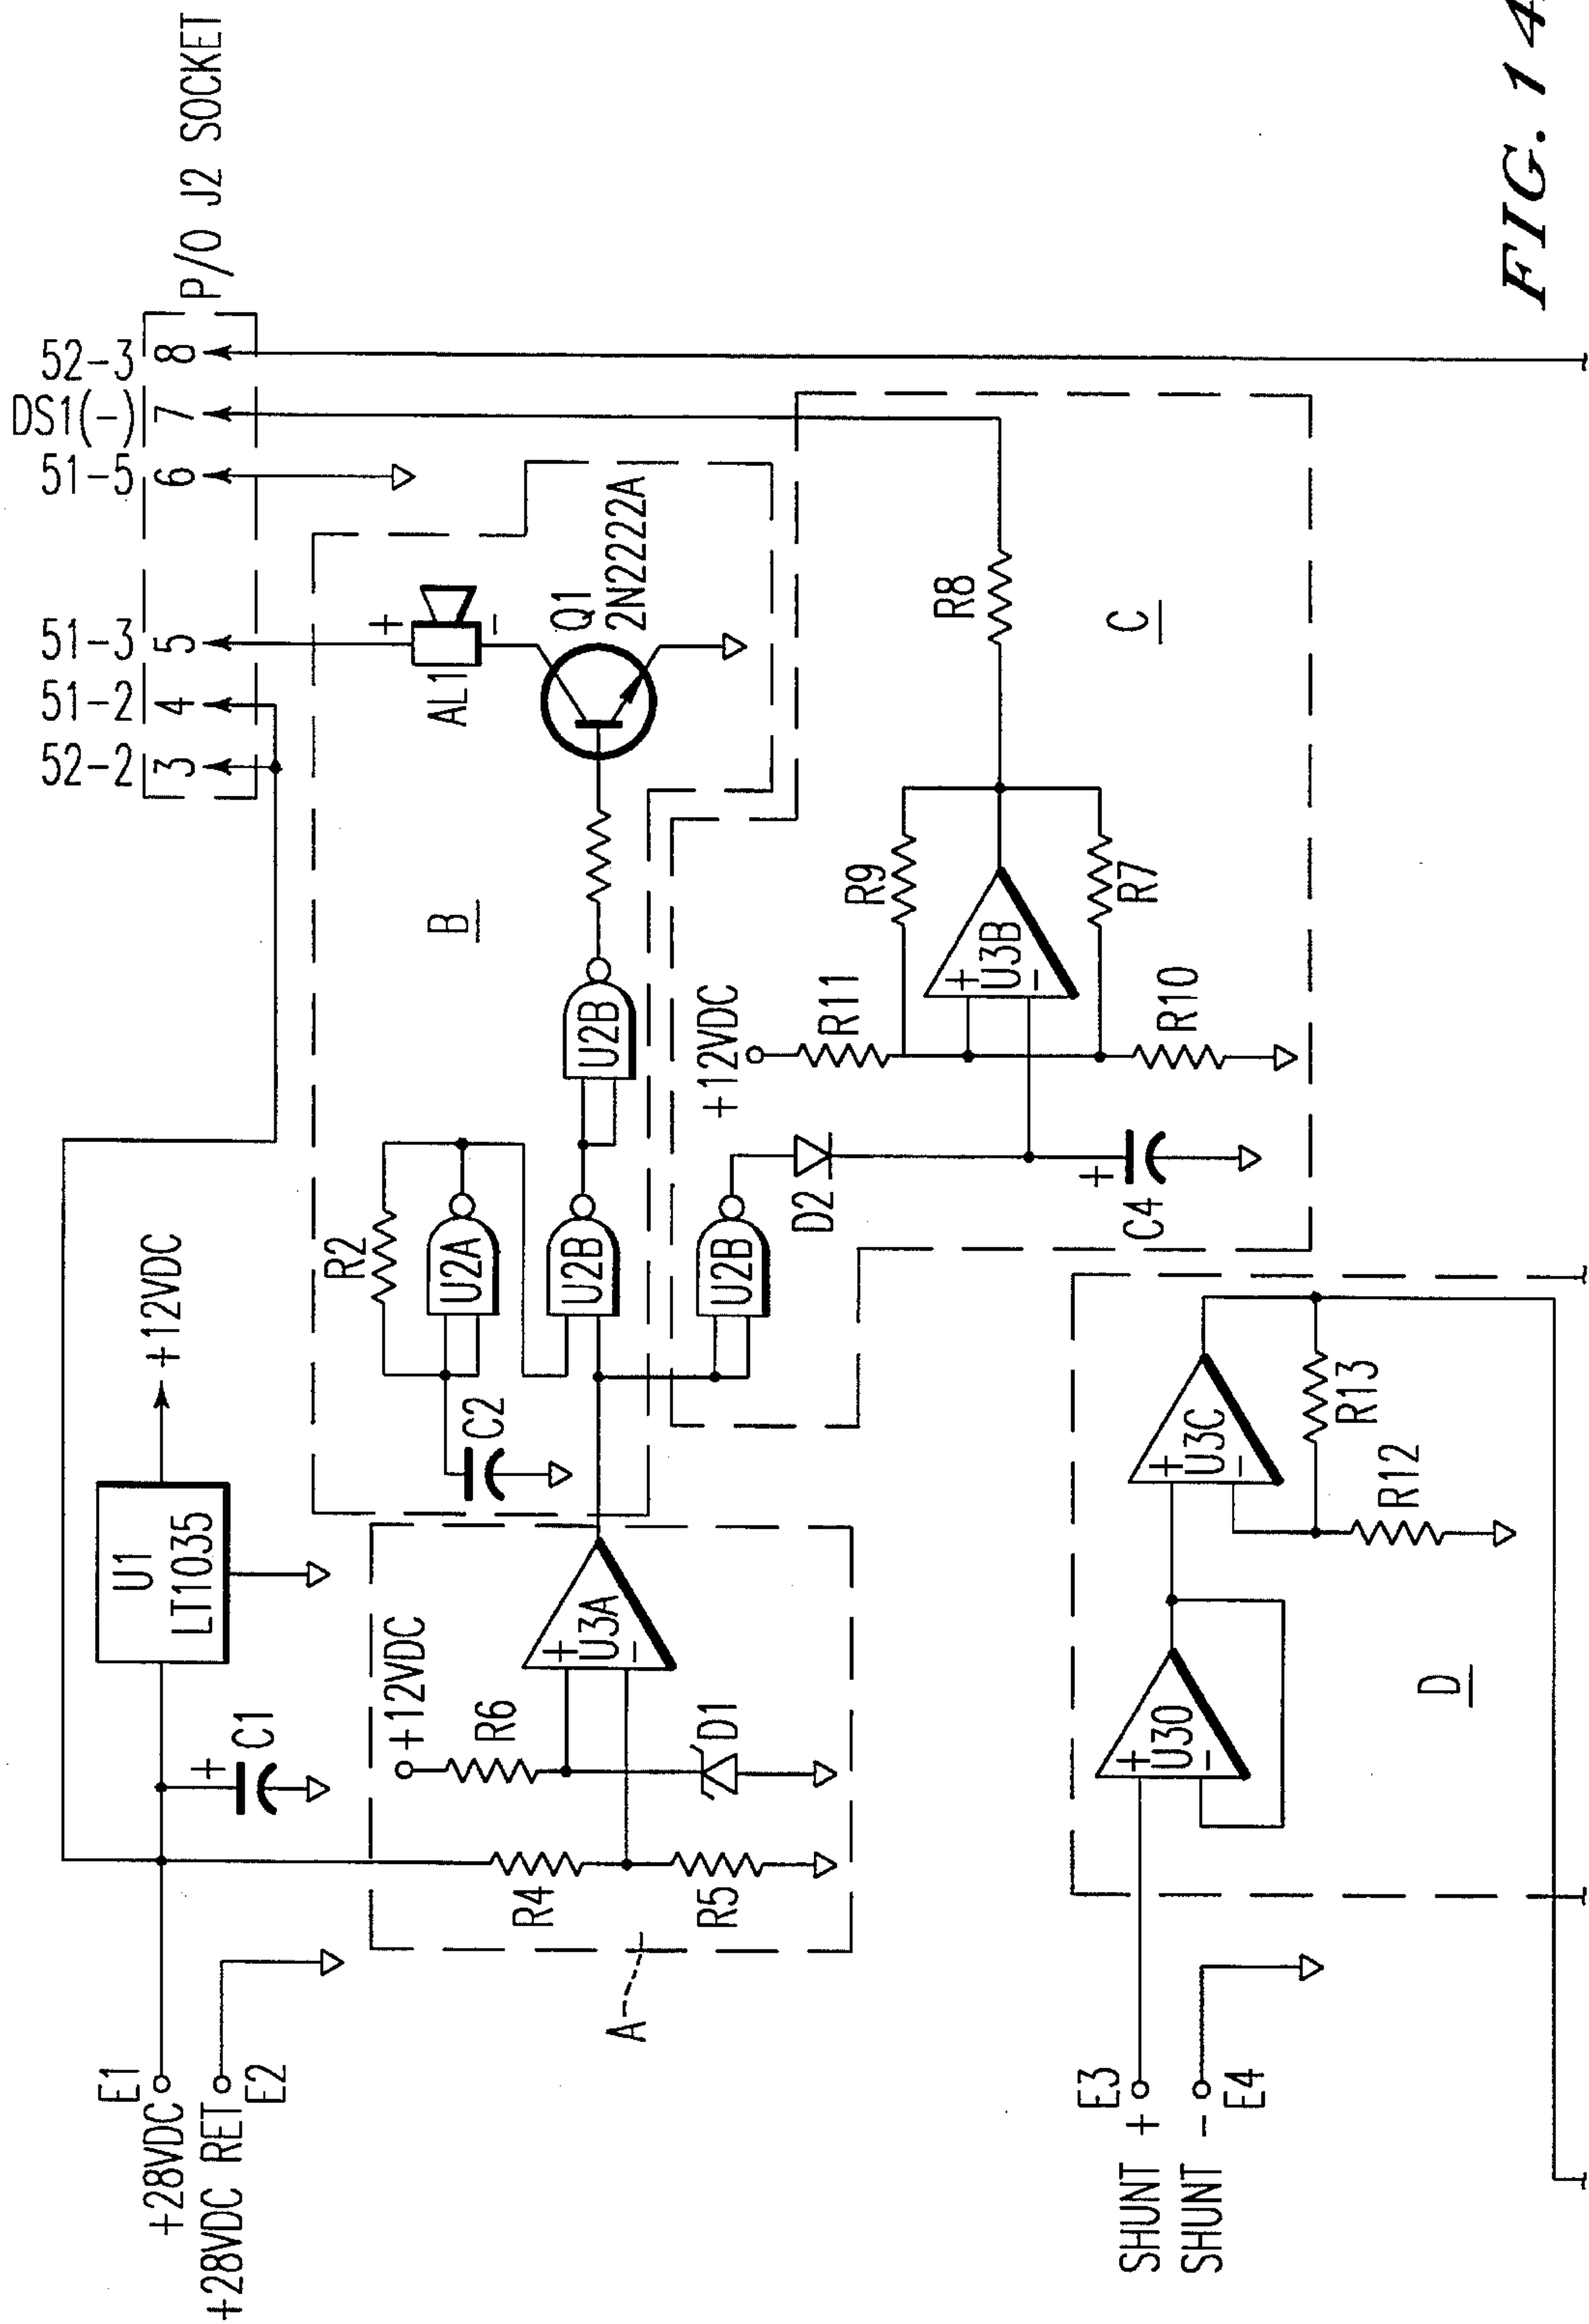 52-2
51-2
51-3
51-5
DS1(-)
52-3
3
4
5
6
7
8
P/O J2 SOCKET
E1
+28VDC
+28VDC RET
E2
+
C1
U1
LT1035
+12VDC
A
R4
R5
+12VDC
R6
D1
+
U3A
-
B
C2
R2
U2A
U2B
U2B
AL1
+
-
Q1
2N2222A
C
U2B
D2
+
C4
+12VDC
R11
R10
R9
+
U3B
-
R7
R8
E3
SHUNT +
SHUNT -
E4
D
+
U30
-
+
U3C
-
R12
R13